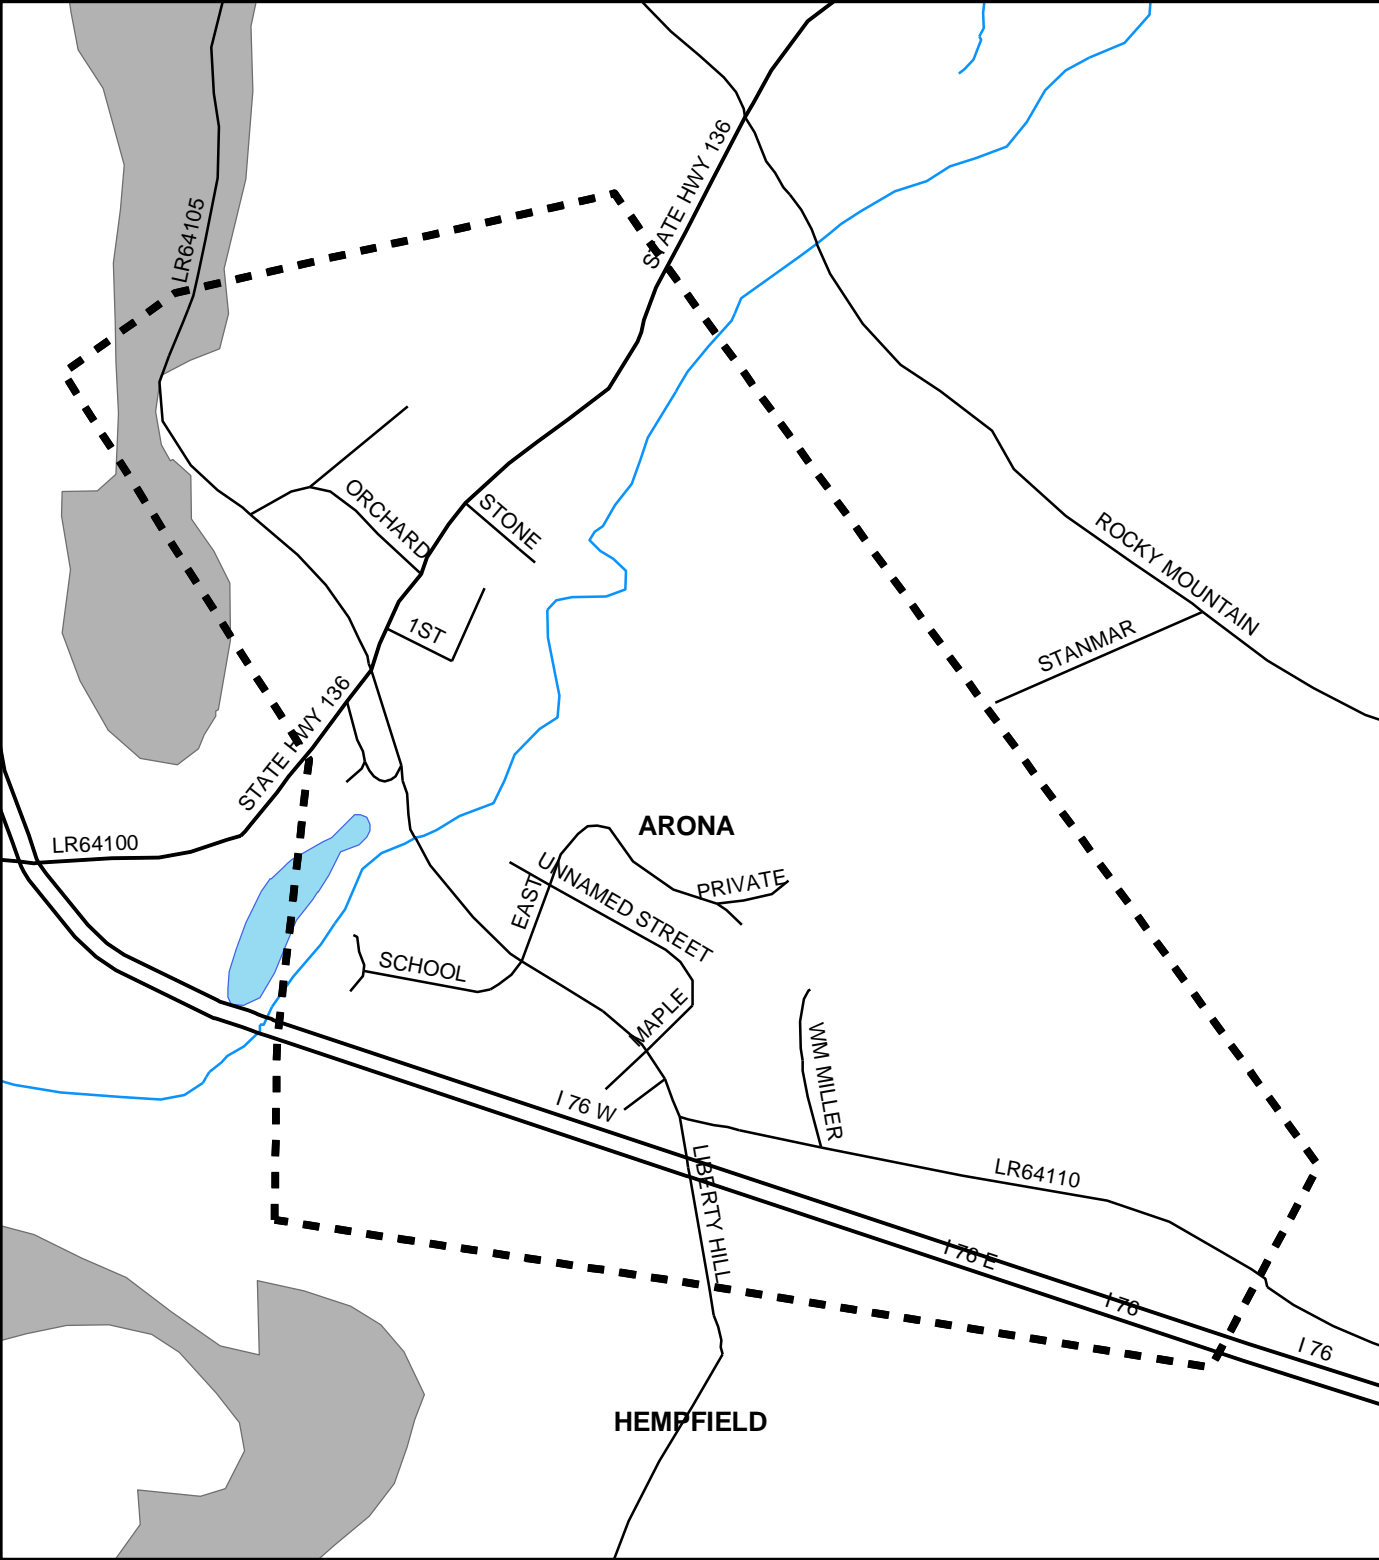 STATE HWY 136
LR64105
ORCHARD
STONE
ROCKY MOUNTAIN
1ST
STANMAR
STATE HWY 136
ARONA
LR64100
UNNAMED STREET
PRIVATE
EAST
SCHOOL
MAPLE
WM MILLER
I 76 W
LIBERTY HILL
LR64110
I 76 E
I 76
I 76
HEMPFIELD